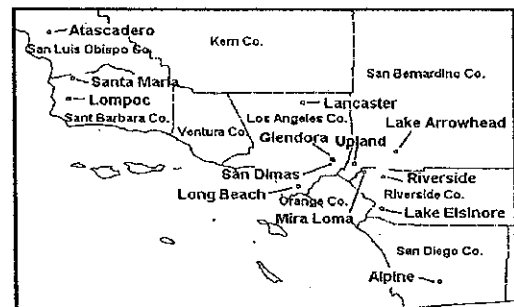 Atascadero
San Luis Obispo Co.
Kern Co.
San Bernardino Co.
Santa Maria
Lompoc
Sant Barbara Co.
Ventura Co.
Los Angeles Co.
Lancaster
Lake Arrowhead
Glendora
Upland
San Dimas
Long Beach
Orange Co.
Mira Loma
Riverside
Riverside Co.
Lake Elsinore
San Diego Co.
Alpine